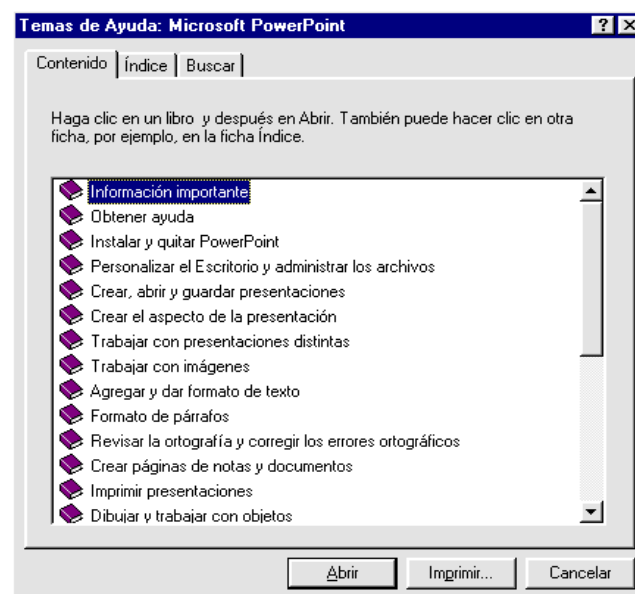 Temas de Ayuda: Microsoft PowerPoint
Contenido Índice Buscar
Haga clic en un libro y después en Abrir. También puede hacer clic en otra
ficha, por ejemplo, en la ficha Índice.
Información importante
Obtener ayuda
Instalar y quitar PowerPoint
Personalizar el Escritorio y administrar los archivos
Crear, abrir y guardar presentaciones
Crear el aspecto de la presentación
Trabajar con presentaciones distintas
Trabajar con imágenes
Agregar y dar formato de texto
Formato de párrafos
Revisar la ortografía y corregir los errores ortográficos
Crear páginas de notas y documentos
Imprimir presentaciones
Dibujar y trabajar con objetos
Abrir Imprimir... Cancelar